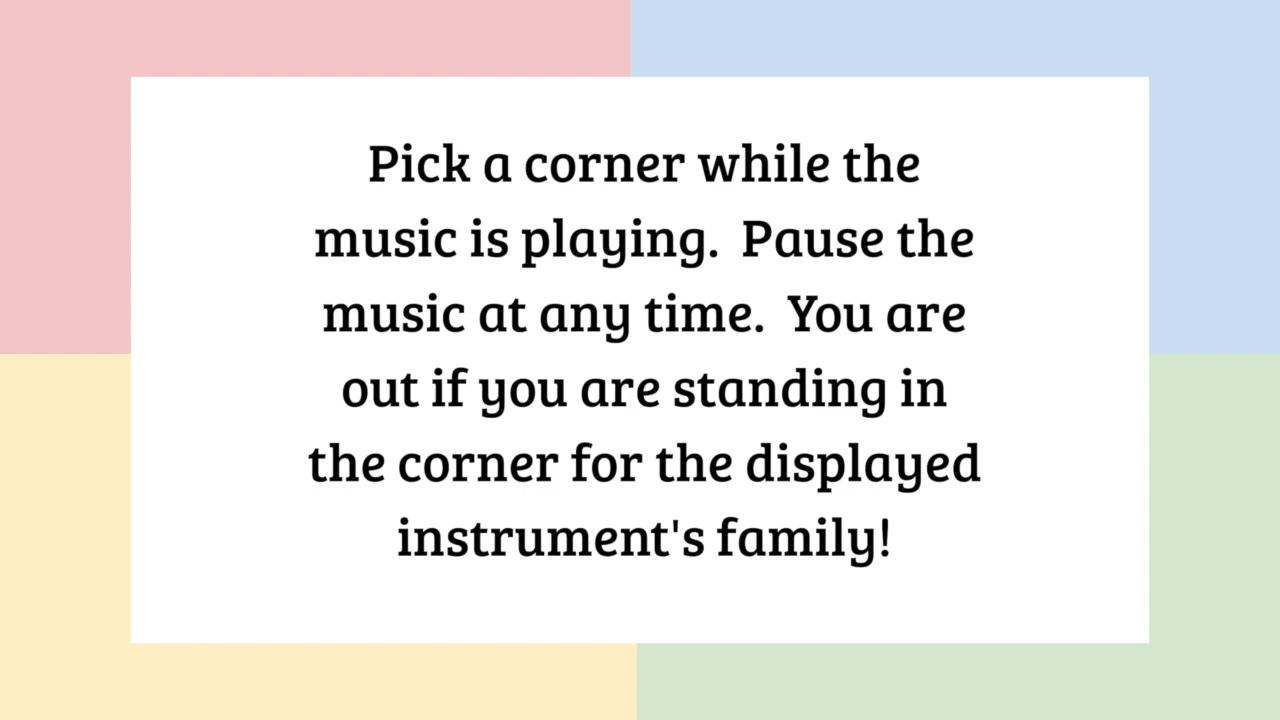 Pick a corner while the
music is playing.  Pause the
music at any time.  You are
out if you are standing in
the corner for the displayed
instrument's family!